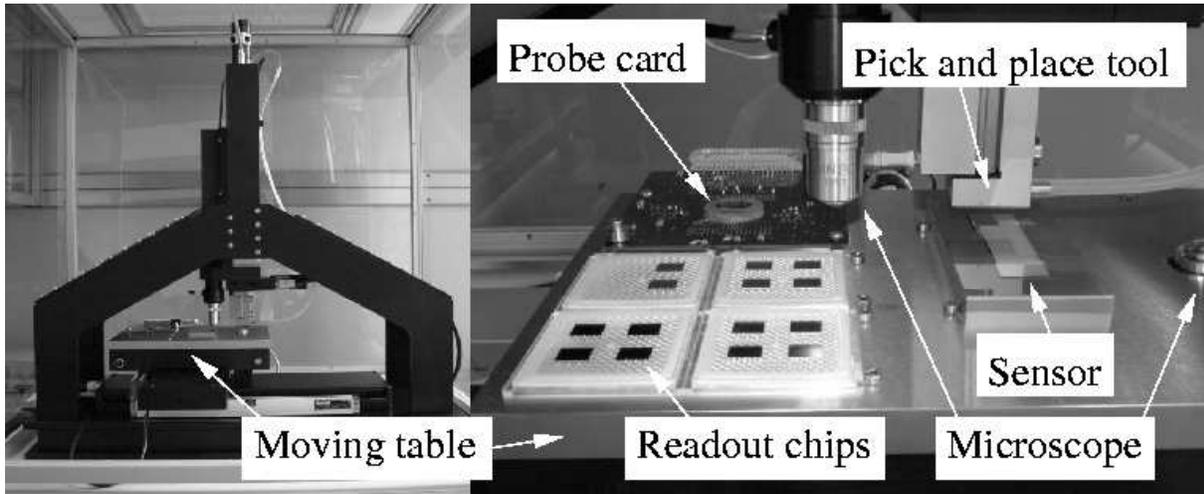 Probe card
Pick and place tool
Sensor
Moving table
Readout chips
Microscope